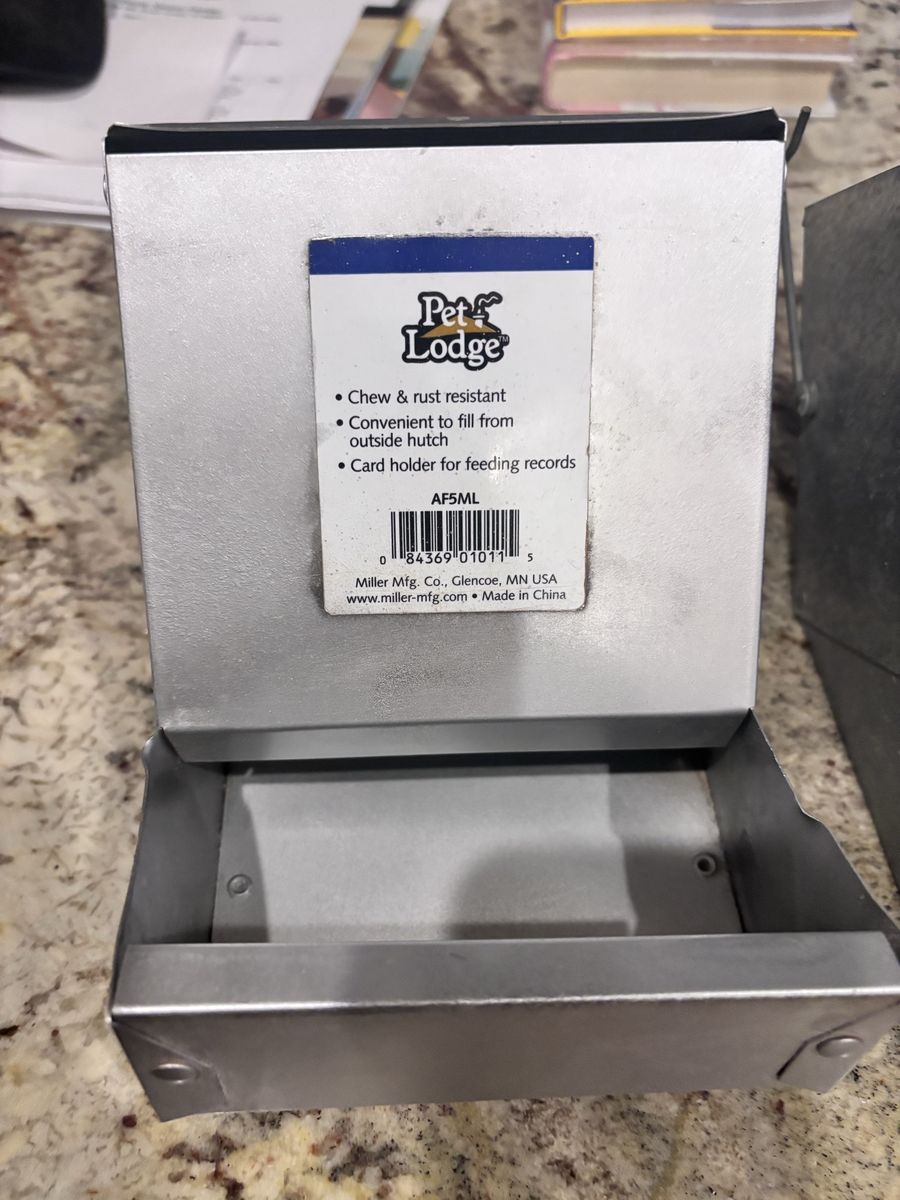 Pet
Lodge™
• Chew & rust resistant
• Convenient to fill from
outside hutch
• Card holder for feeding records
AF5ML
0 84369 01011 5
Miller Mfg. Co., Glencoe, MN USA
www.miller-mfg.com • Made in China